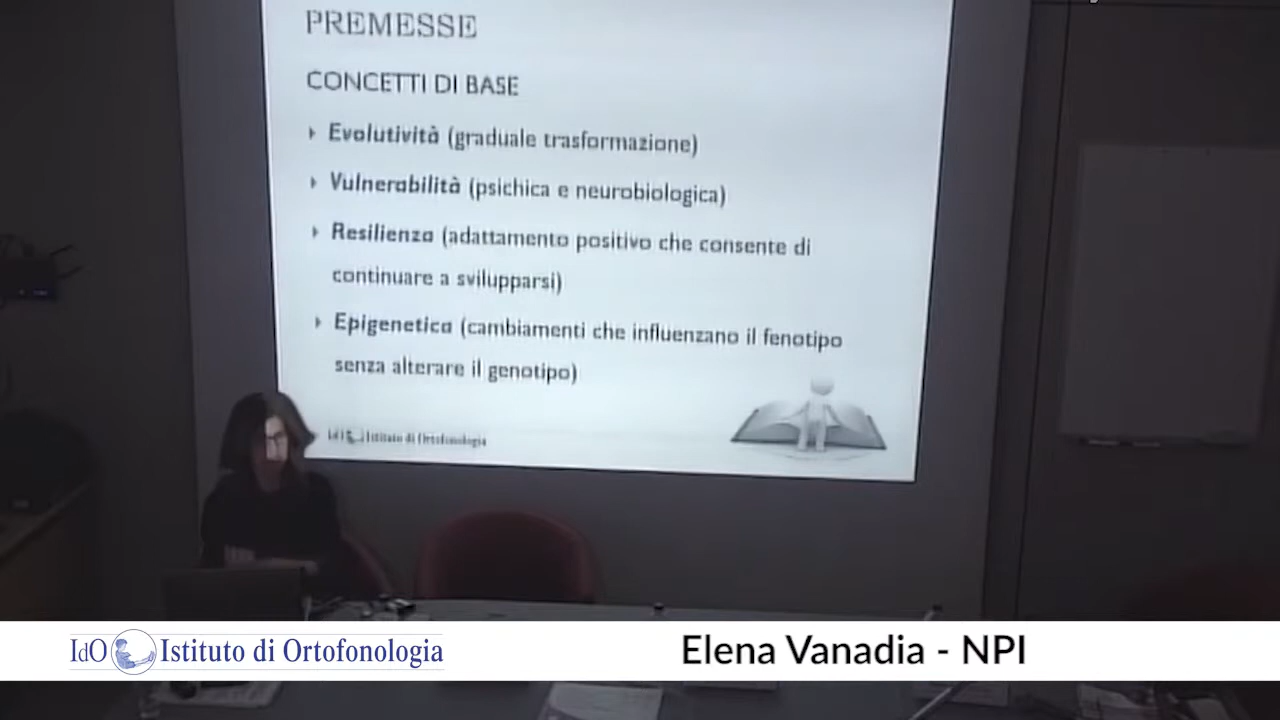 PREMESSE
CONCETTI DI BASE
Evolutività (graduale trasformazione)
Vulnerabilità (psichica e neurobiologica)
Resilienza (adattamento positivo che consente di
continuare a svilupparsi)
Epigenetica (cambiamenti che influenzano il fenotipo
senza alterare il genotipo)
IdO Istituto di Ortofonologia
IdO Istituto di Ortofonologia
Elena Vanadia - NPI